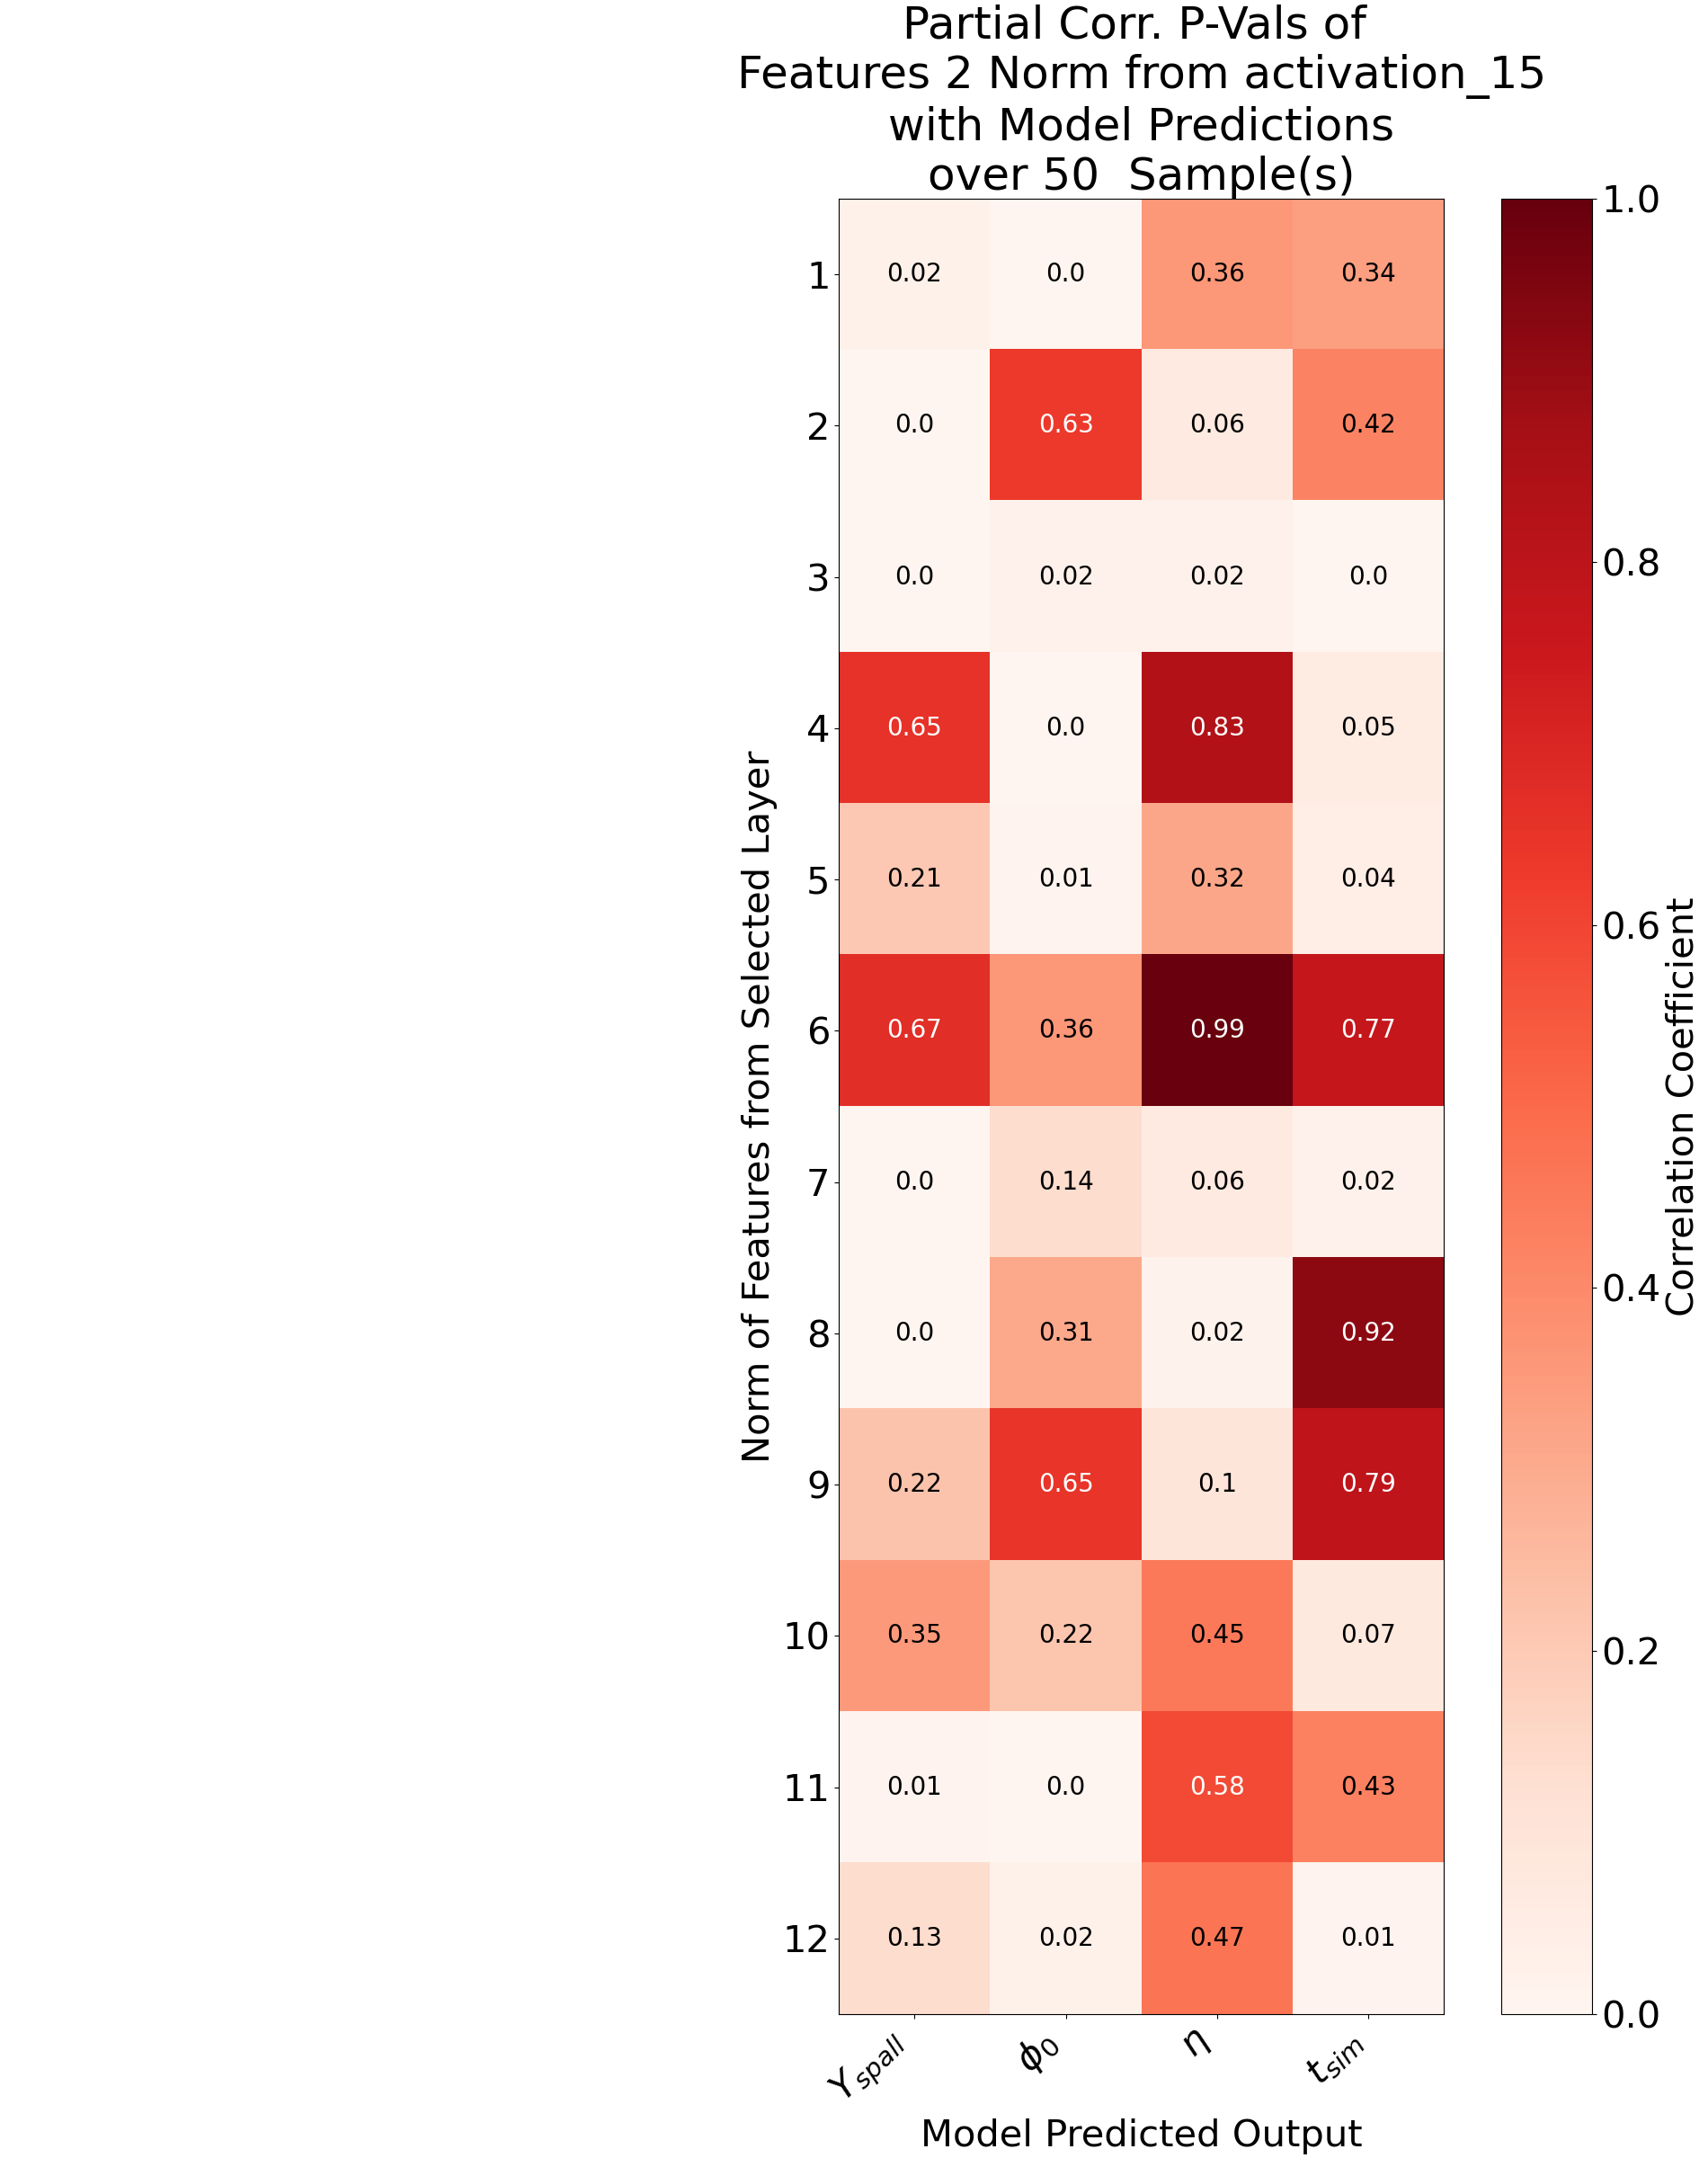 Partial Corr. P-Vals of
Features 2 Norm from activation_15
with Model Predictions
over 50  Sample(s)
Norm of Features from Selected Layer
1 0.02 0.0 0.36 0.34
2 0.0 0.63 0.06 0.42
3 0.0 0.02 0.02 0.0
4 0.65 0.0 0.83 0.05
5 0.21 0.01 0.32 0.04
6 0.67 0.36 0.99 0.77
7 0.0 0.14 0.06 0.02
8 0.0 0.31 0.02 0.92
9 0.22 0.65 0.1 0.79
10 0.35 0.22 0.45 0.07
11 0.01 0.0 0.58 0.43
12 0.13 0.02 0.47 0.01
Y_spall ϕ_0 η t_sim
Model Predicted Output
1.0
0.8
0.6
0.4
0.2
0.0
Correlation Coefficient